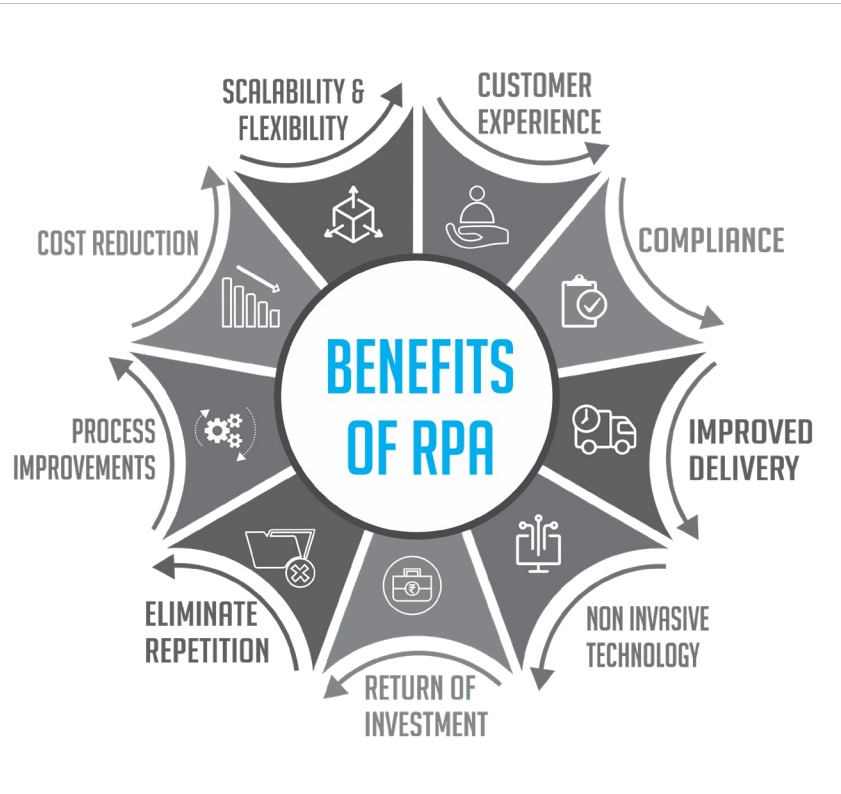 SCALABILITY &
FLEXIBILITY
CUSTOMER
EXPERIENCE
COST REDUCTION
COMPLIANCE
BENEFITS
OF RPA
PROCESS
IMPROVEMENTS
IMPROVED
DELIVERY
ELIMINATE
REPETITION
₹
NON INVASIVE
TECHNOLOGY
RETURN OF
INVESTMENT